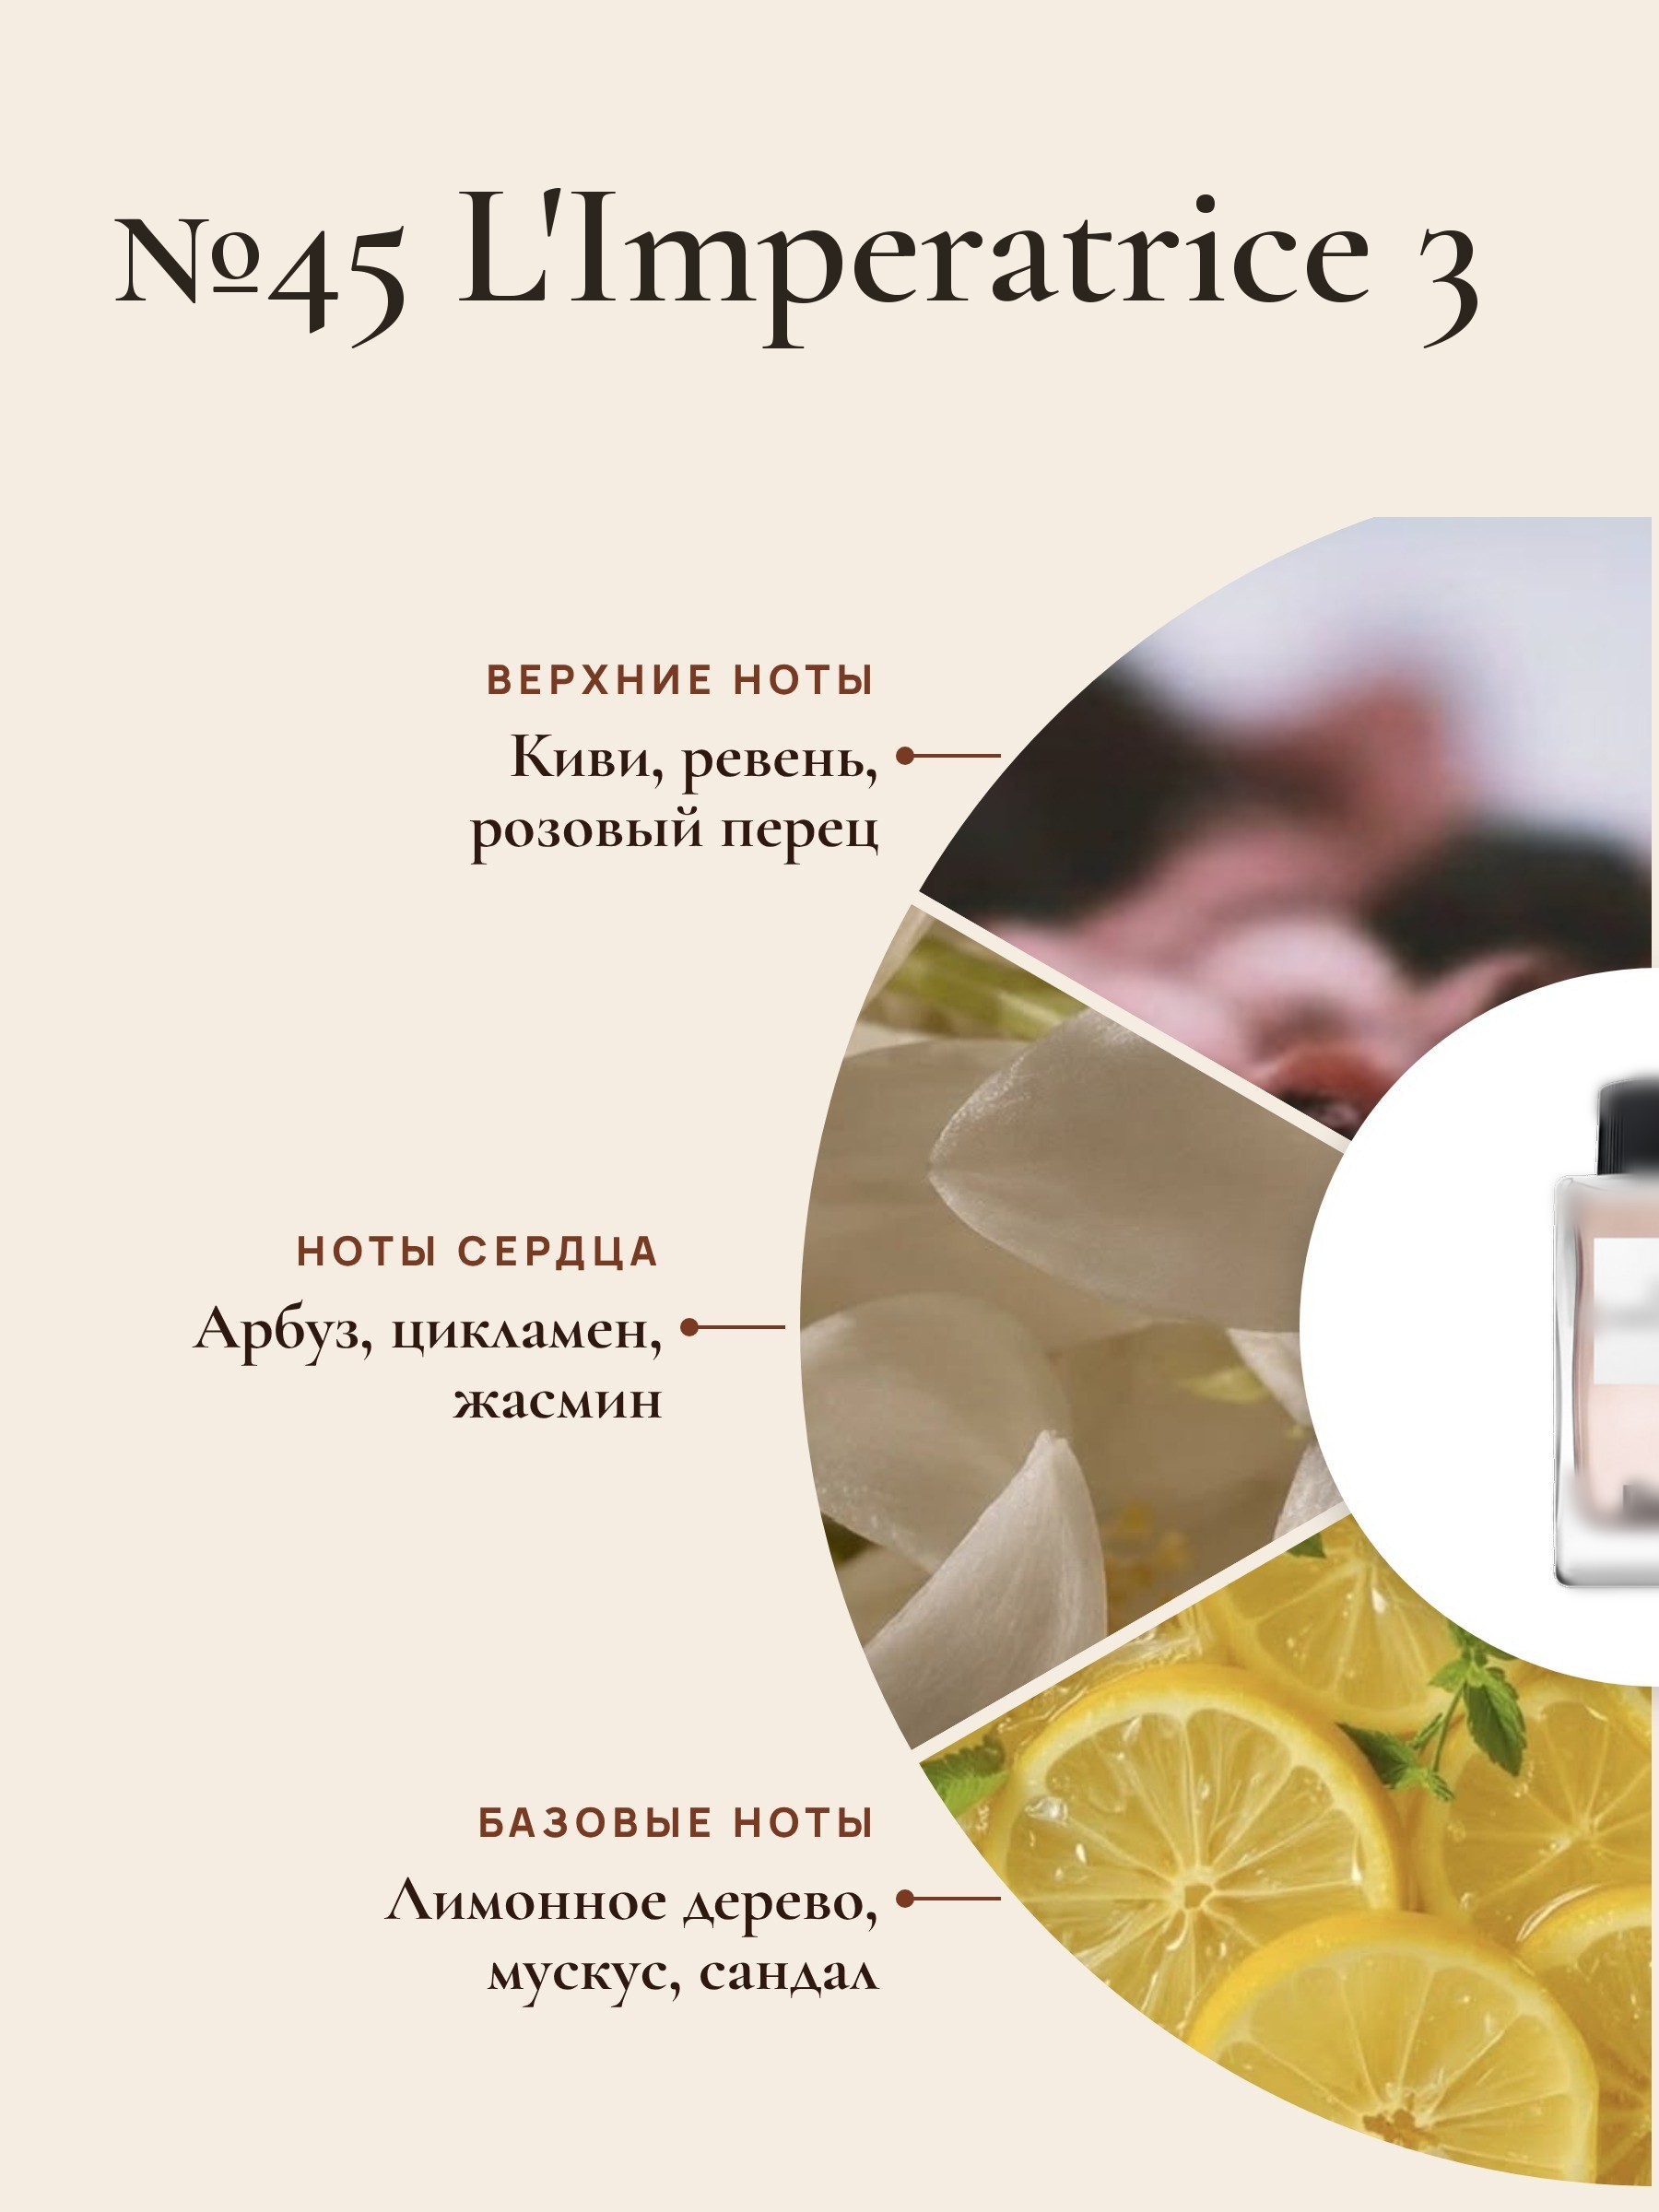 №45 L'Imperatrice 3
ВЕРХНИЕ НОТЫ
Киви, ревень,
розовый перец
НОТЫ СЕРДЦА
Арбуз, цикламен,
жасмин
БАЗОВЫЕ НОТЫ
Лимонное дерево,
мускус, сандал